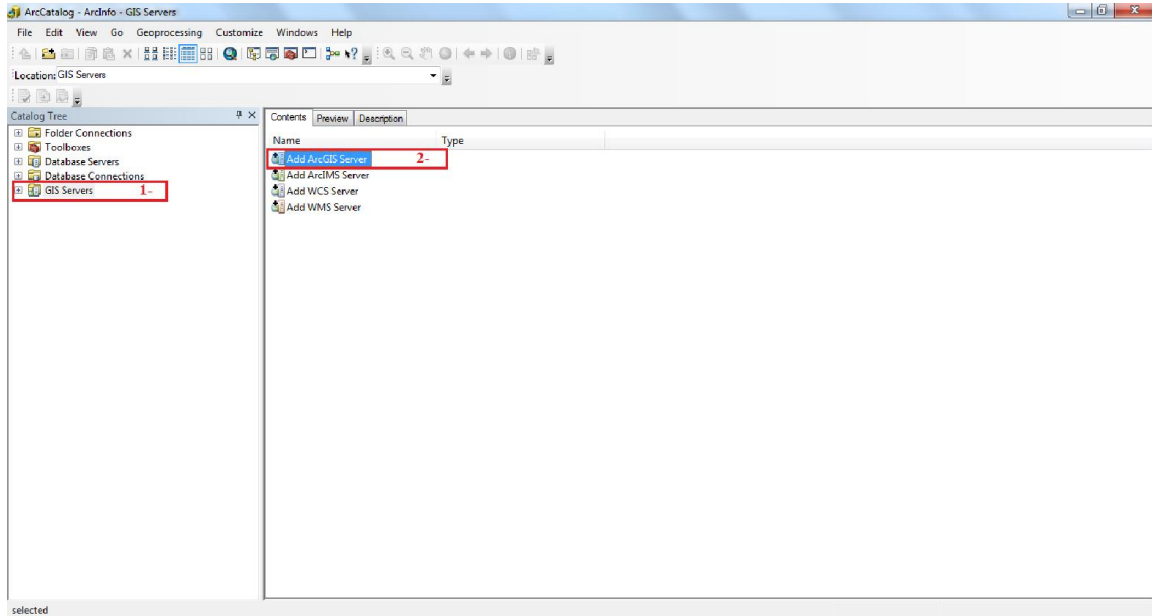 ArcCatalog - ArcInfo - GIS Servers
File Edit View Go Geoprocessing Customize Windows Help
Location: GIS Servers
Catalog Tree
Contents Preview Description
Folder Connections
Toolboxes
Database Servers
Database Connections
GIS Servers 1-
Name Type
Add ArcGIS Server 2-
Add ArcIMS Server
Add WCS Server
Add WMS Server
selected